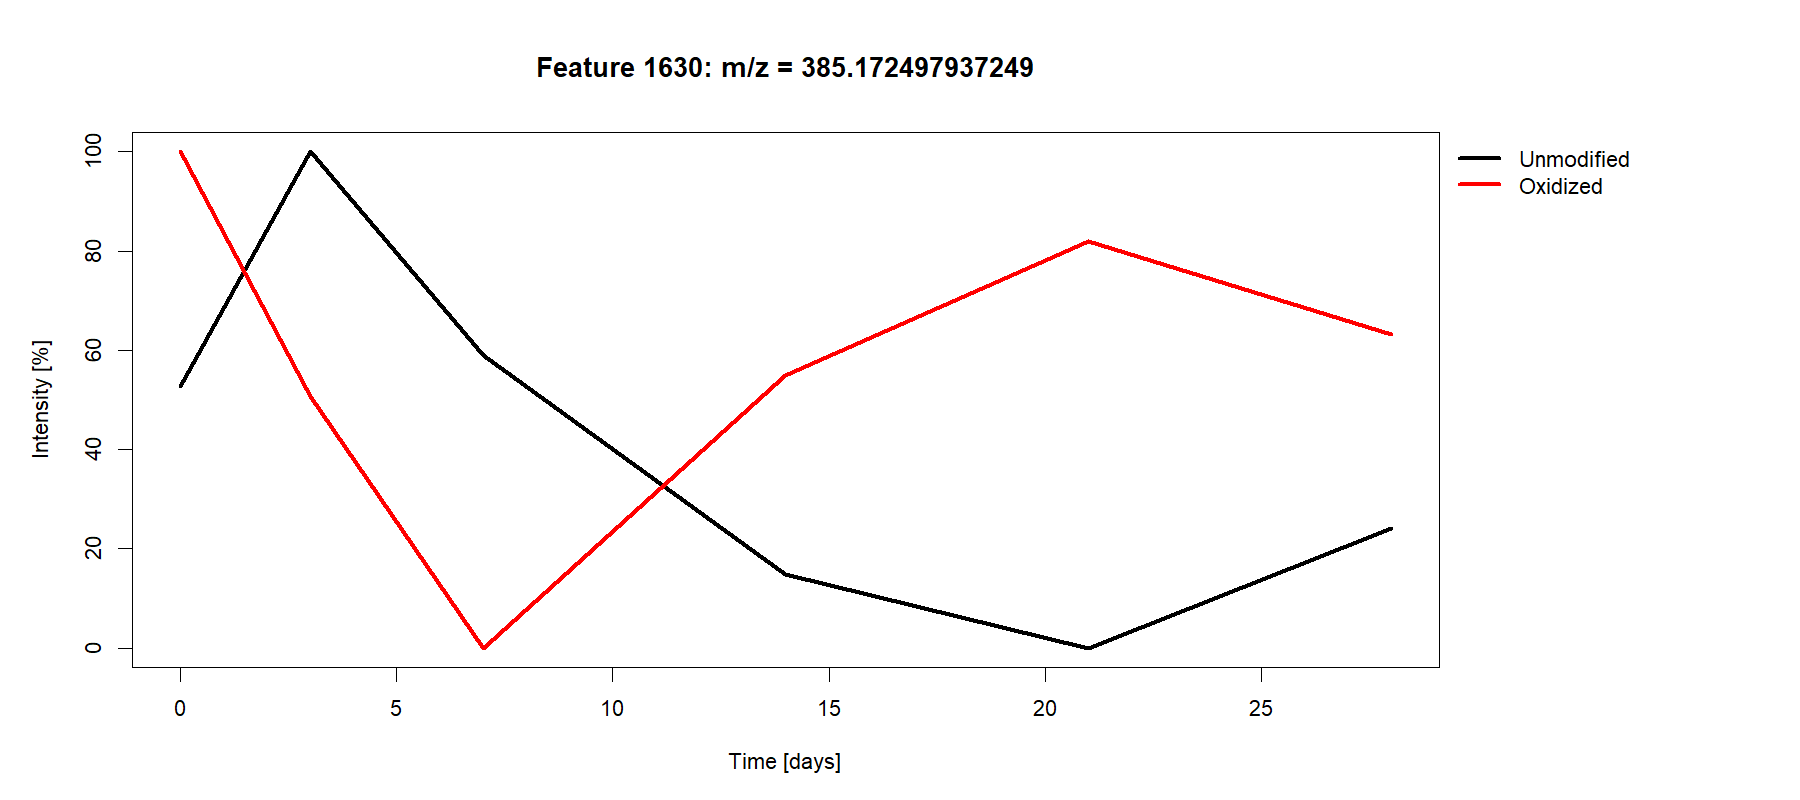 Feature 1630: m/z = 385.172497937249
Unmodified
Oxidized
Intensity [%]
100
80
60
40
20
0
0 5 10 15 20 25
Time [days]